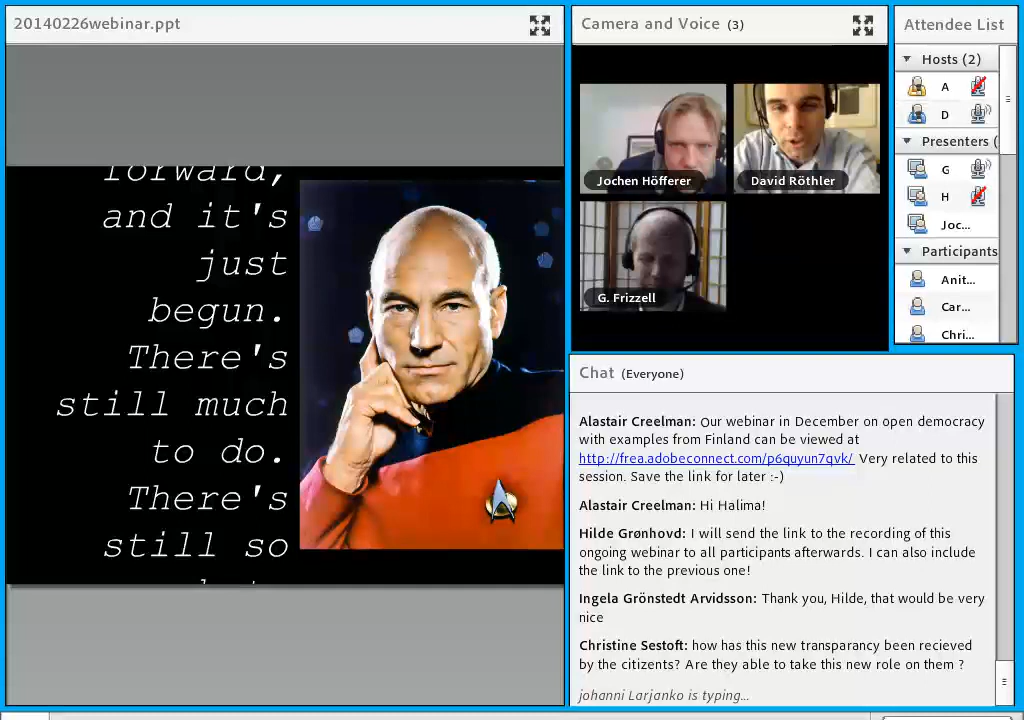 20140226webinar.ppt
forward,
and it's
just
begun.
There's
still much
to do.
There's
still so
Camera and Voice (3)
Jochen Höfferer
David Röthler
G. Frizzell
Attendee List
Hosts (2)
A
D
Presenters (
G
H
Joc...
Participants
Anit...
Car...
Chri...
Chat (Everyone)
Alastair Creelman: Our webinar in December on open democracy
with examples from Finland can be viewed at
http://frea.adobeconnect.com/p6quyun7qvk/ Very related to this
session. Save the link for later :-)
Alastair Creelman: Hi Halima!
Hilde Grønhovd: I will send the link to the recording of this
ongoing webinar to all participants afterwards. I can also include
the link to the previous one!
Ingela Grönstedt Arvidsson: Thank you, Hilde, that would be very
nice
Christine Sestoft: how has this new transparancy been recieved
by the citizens? Are they able to take this new role on them ?
johanni Larjanko is typing...